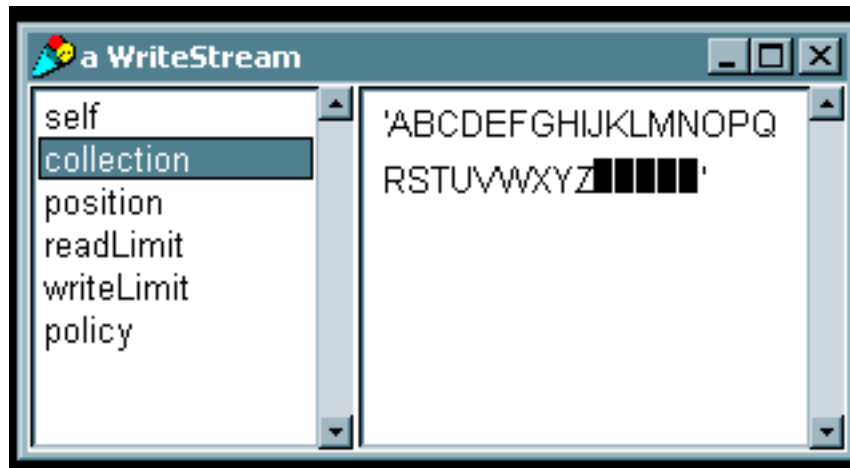 a WriteStream
self
collection
position
readLimit
writeLimit
policy
'ABCDEFGHIJKLMNOPQ
RSTUVWXYZ█████'